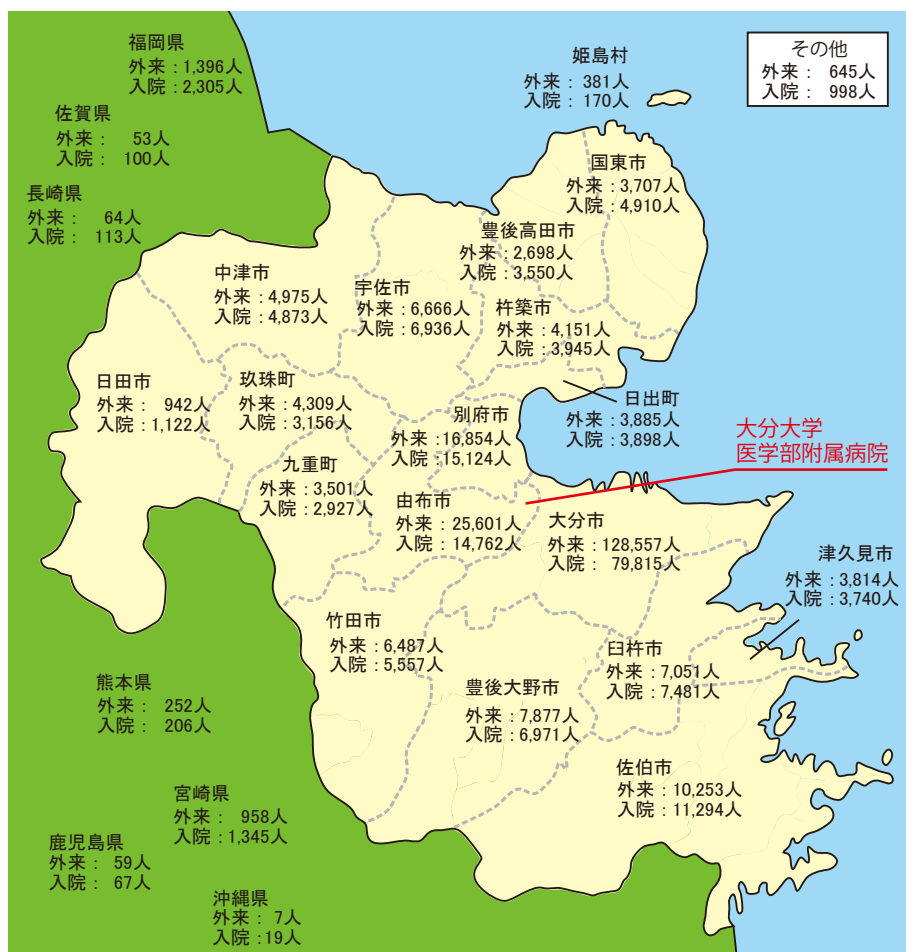 福岡県
外来：1,396人
入院：2,305人
佐賀県
外来： 53人
入院： 100人
長崎県
外来： 64人
入院： 113人
姫島村
外来： 381人
入院： 170人
その他
外来： 645人
入院： 998人
国東市
外来：3,707人
入院：4,910人
豊後高田市
外来：2,698人
入院：3,550人
中津市
外来：4,975人
入院：4,873人
宇佐市
外来：6,666人
入院：6,936人
杵築市
外来：4,151人
入院：3,945人
日田市
外来： 942人
入院：1,122人
玖珠町
外来：4,309人
入院：3,156人
日出町
外来：3,885人
入院：3,898人
別府市
外来：16,854人
入院：15,124人
大分大学
医学部附属病院
九重町
外来：3,501人
入院：2,927人
由布市
外来：25,601人
入院：14,762人
大分市
外来：128,557人
入院： 79,815人
津久見市
外来：3,814人
入院：3,740人
竹田市
外来：6,487人
入院：5,557人
臼杵市
外来：7,051人
入院：7,481人
豊後大野市
外来：7,877人
入院：6,971人
熊本県
外来： 252人
入院： 206人
佐伯市
外来：10,253人
入院：11,294人
宮崎県
外来： 958人
入院：1,345人
鹿児島県
外来： 59人
入院： 67人
沖縄県
外来： 7人
入院：19人